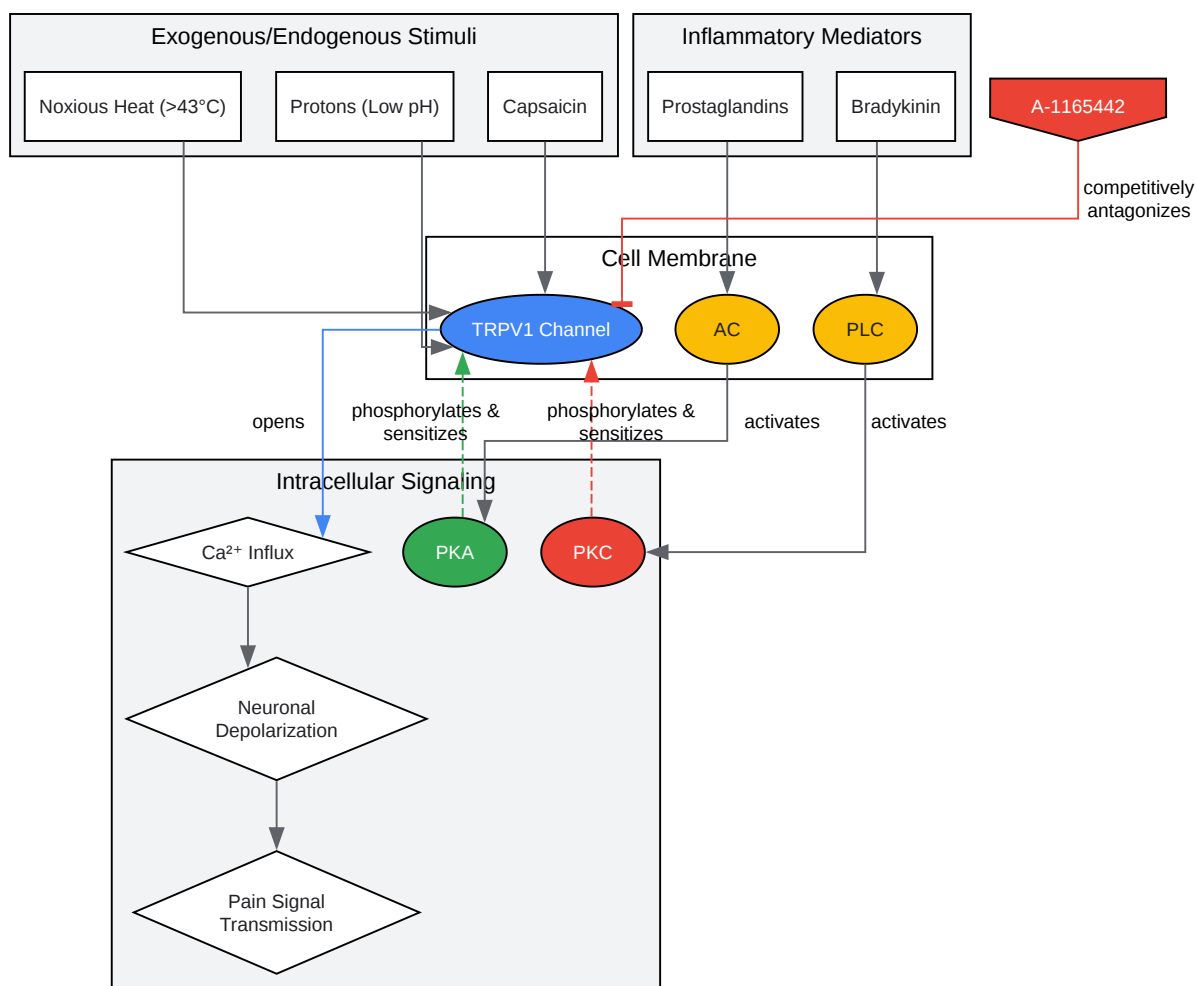 Exogenous/Endogenous Stimuli
Inflammatory Mediators
Noxious Heat (>43°C)
Protons (Low pH)
Capsaicin
Prostaglandins
Bradykinin
A-1165442
competitively
antagonizes
Cell Membrane
TRPV1 Channel
AC
PLC
opens
phosphorylates &
sensitizes
phosphorylates &
sensitizes
activates
activates
Intracellular Signaling
Ca²⁺ Influx
PKA
PKC
Neuronal
Depolarization
Pain Signal
Transmission